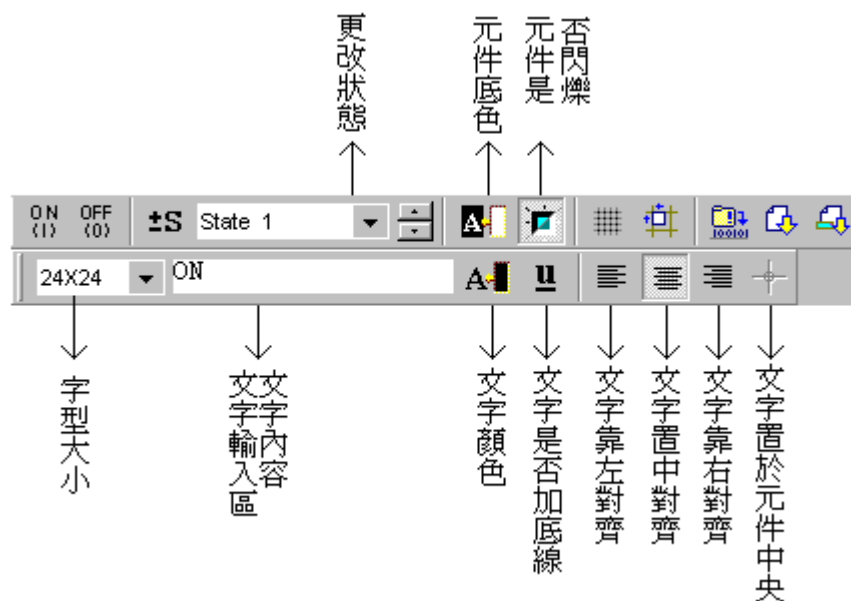 更改狀態
元件底色
元件是
否閃爍
ON
(I)
OFF
(0)
±S
State 1
A
10101
24X24
ON
A
u
字型大小
文字內容
文字輸入區
文字顏色
文字是否加底線
文字靠左對齊
文字置中對齊
文字靠右對齊
文字置於元件中央